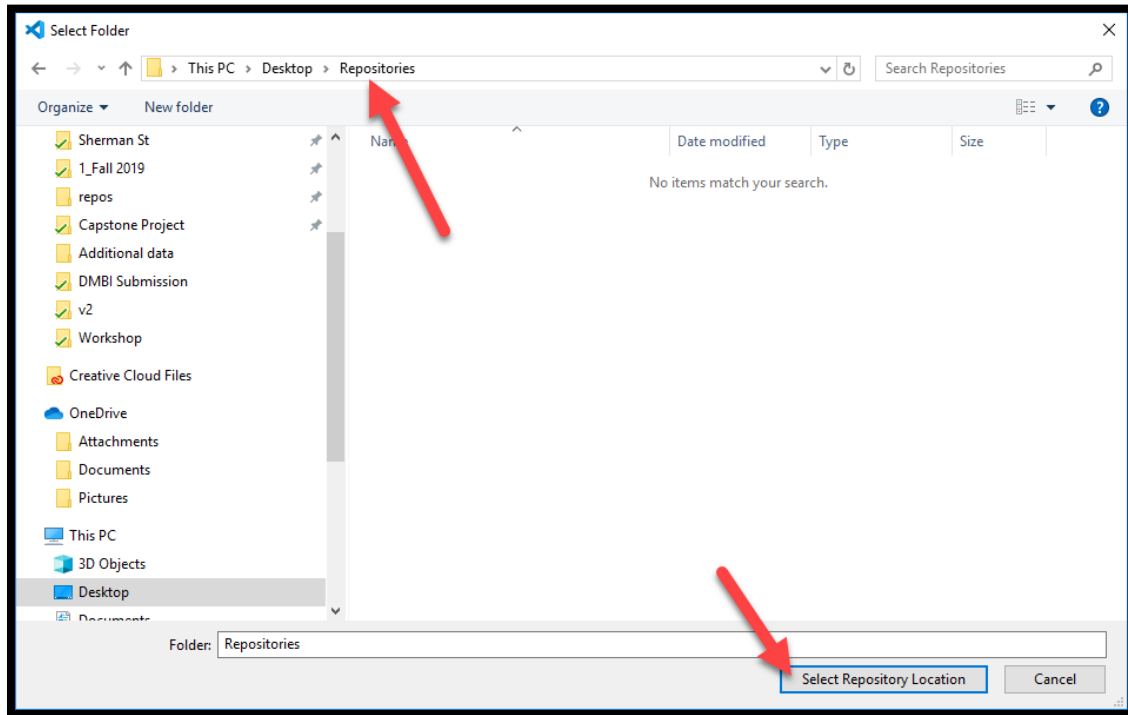 Select Folder
This PC > Desktop > Repositories
Search Repositories
Organize
New folder
Name
Date modified
Type
Size
No items match your search.
Sherman St
1_Fall 2019
repos
Capstone Project
Additional data
DMBI Submission
v2
Workshop
Creative Cloud Files
OneDrive
Attachments
Documents
Pictures
This PC
3D Objects
Desktop
Documents
Folder: Repositories
Select Repository Location
Cancel